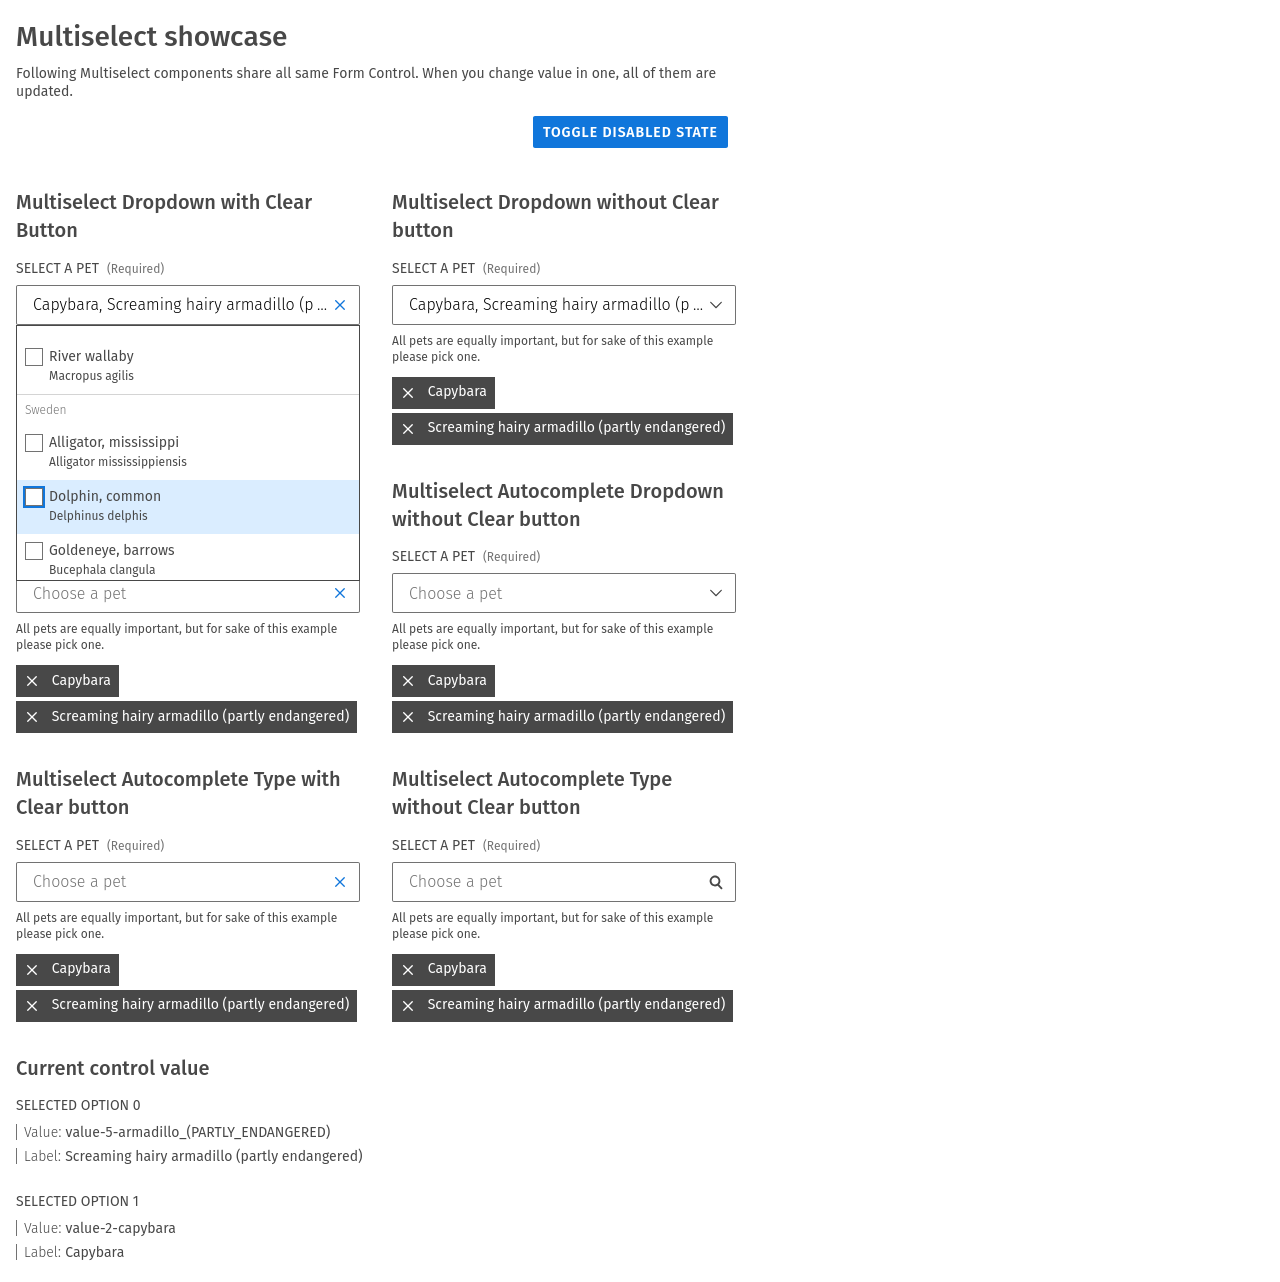 Multiselect showcase
Following Multiselect components share all same Form Control. When you change value in one, all of them are
updated.
TOGGLE DISABLED STATE
Multiselect Dropdown with Clear
Button
SELECT A PET (Required)
Capybara, Screaming hairy armadillo (p ...
River wallaby
Macropus agilis
Sweden
Alligator, mississippi
Alligator mississippiensis
Dolphin, common
Delphinus delphis
Goldeneye, barrows
Bucephala clangula
Multiselect Dropdown without Clear
button
SELECT A PET (Required)
Capybara, Screaming hairy armadillo (p ...
All pets are equally important, but for sake of this example
please pick one.
Capybara
Screaming hairy armadillo (partly endangered)
Choose a pet
All pets are equally important, but for sake of this example
please pick one.
Capybara
Screaming hairy armadillo (partly endangered)
Multiselect Autocomplete Dropdown
without Clear button
SELECT A PET (Required)
Choose a pet
All pets are equally important, but for sake of this example
please pick one.
Capybara
Screaming hairy armadillo (partly endangered)
Multiselect Autocomplete Type with
Clear button
SELECT A PET (Required)
Choose a pet
All pets are equally important, but for sake of this example
please pick one.
Capybara
Screaming hairy armadillo (partly endangered)
Multiselect Autocomplete Type
without Clear button
SELECT A PET (Required)
Choose a pet
All pets are equally important, but for sake of this example
please pick one.
Capybara
Screaming hairy armadillo (partly endangered)
Current control value
SELECTED OPTION 0
Value: value-5-armadillo_(PARTLY_ENDANGERED)
Label: Screaming hairy armadillo (partly endangered)
SELECTED OPTION 1
Value: value-2-capybara
Label: Capybara